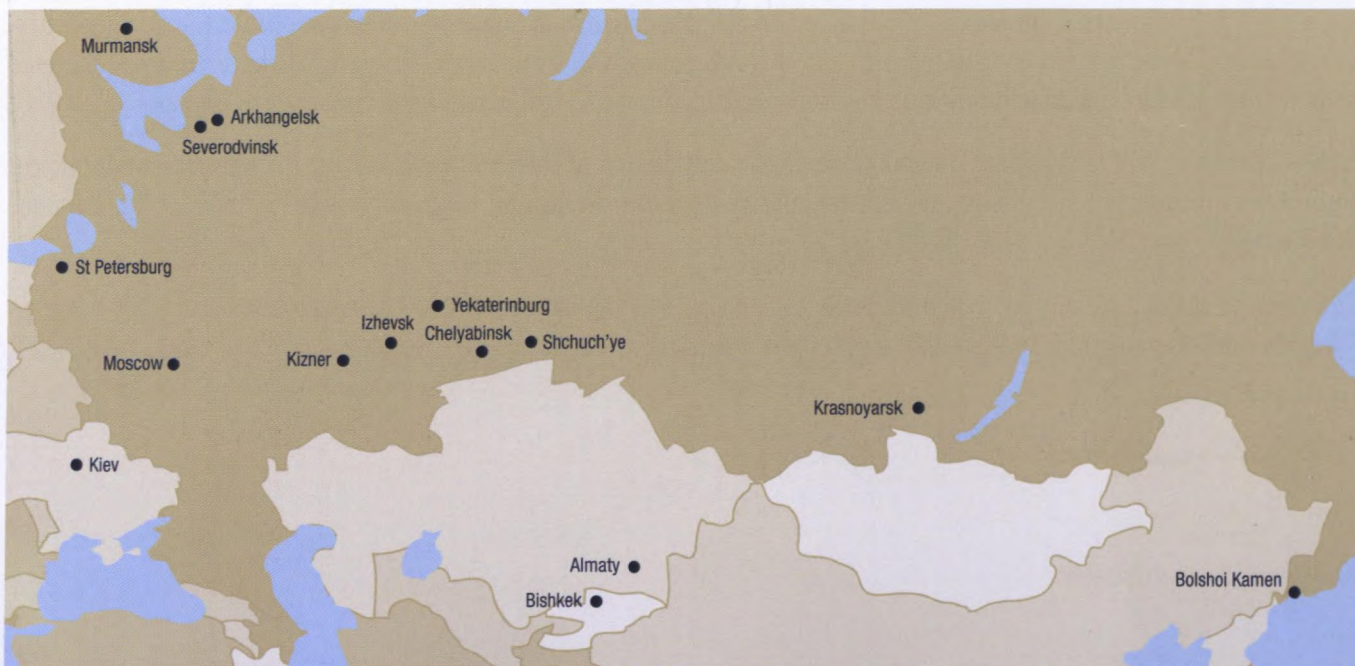 Murmansk
Arkhangelsk
Severodvinsk
St Petersburg
Yekaterinburg
Izhevsk
Chelyabinsk
Shchuch'ye
Moscow
Kizner
Krasnoyarsk
Kiev
Almaty
Bolshoi Kamen
Bishkek